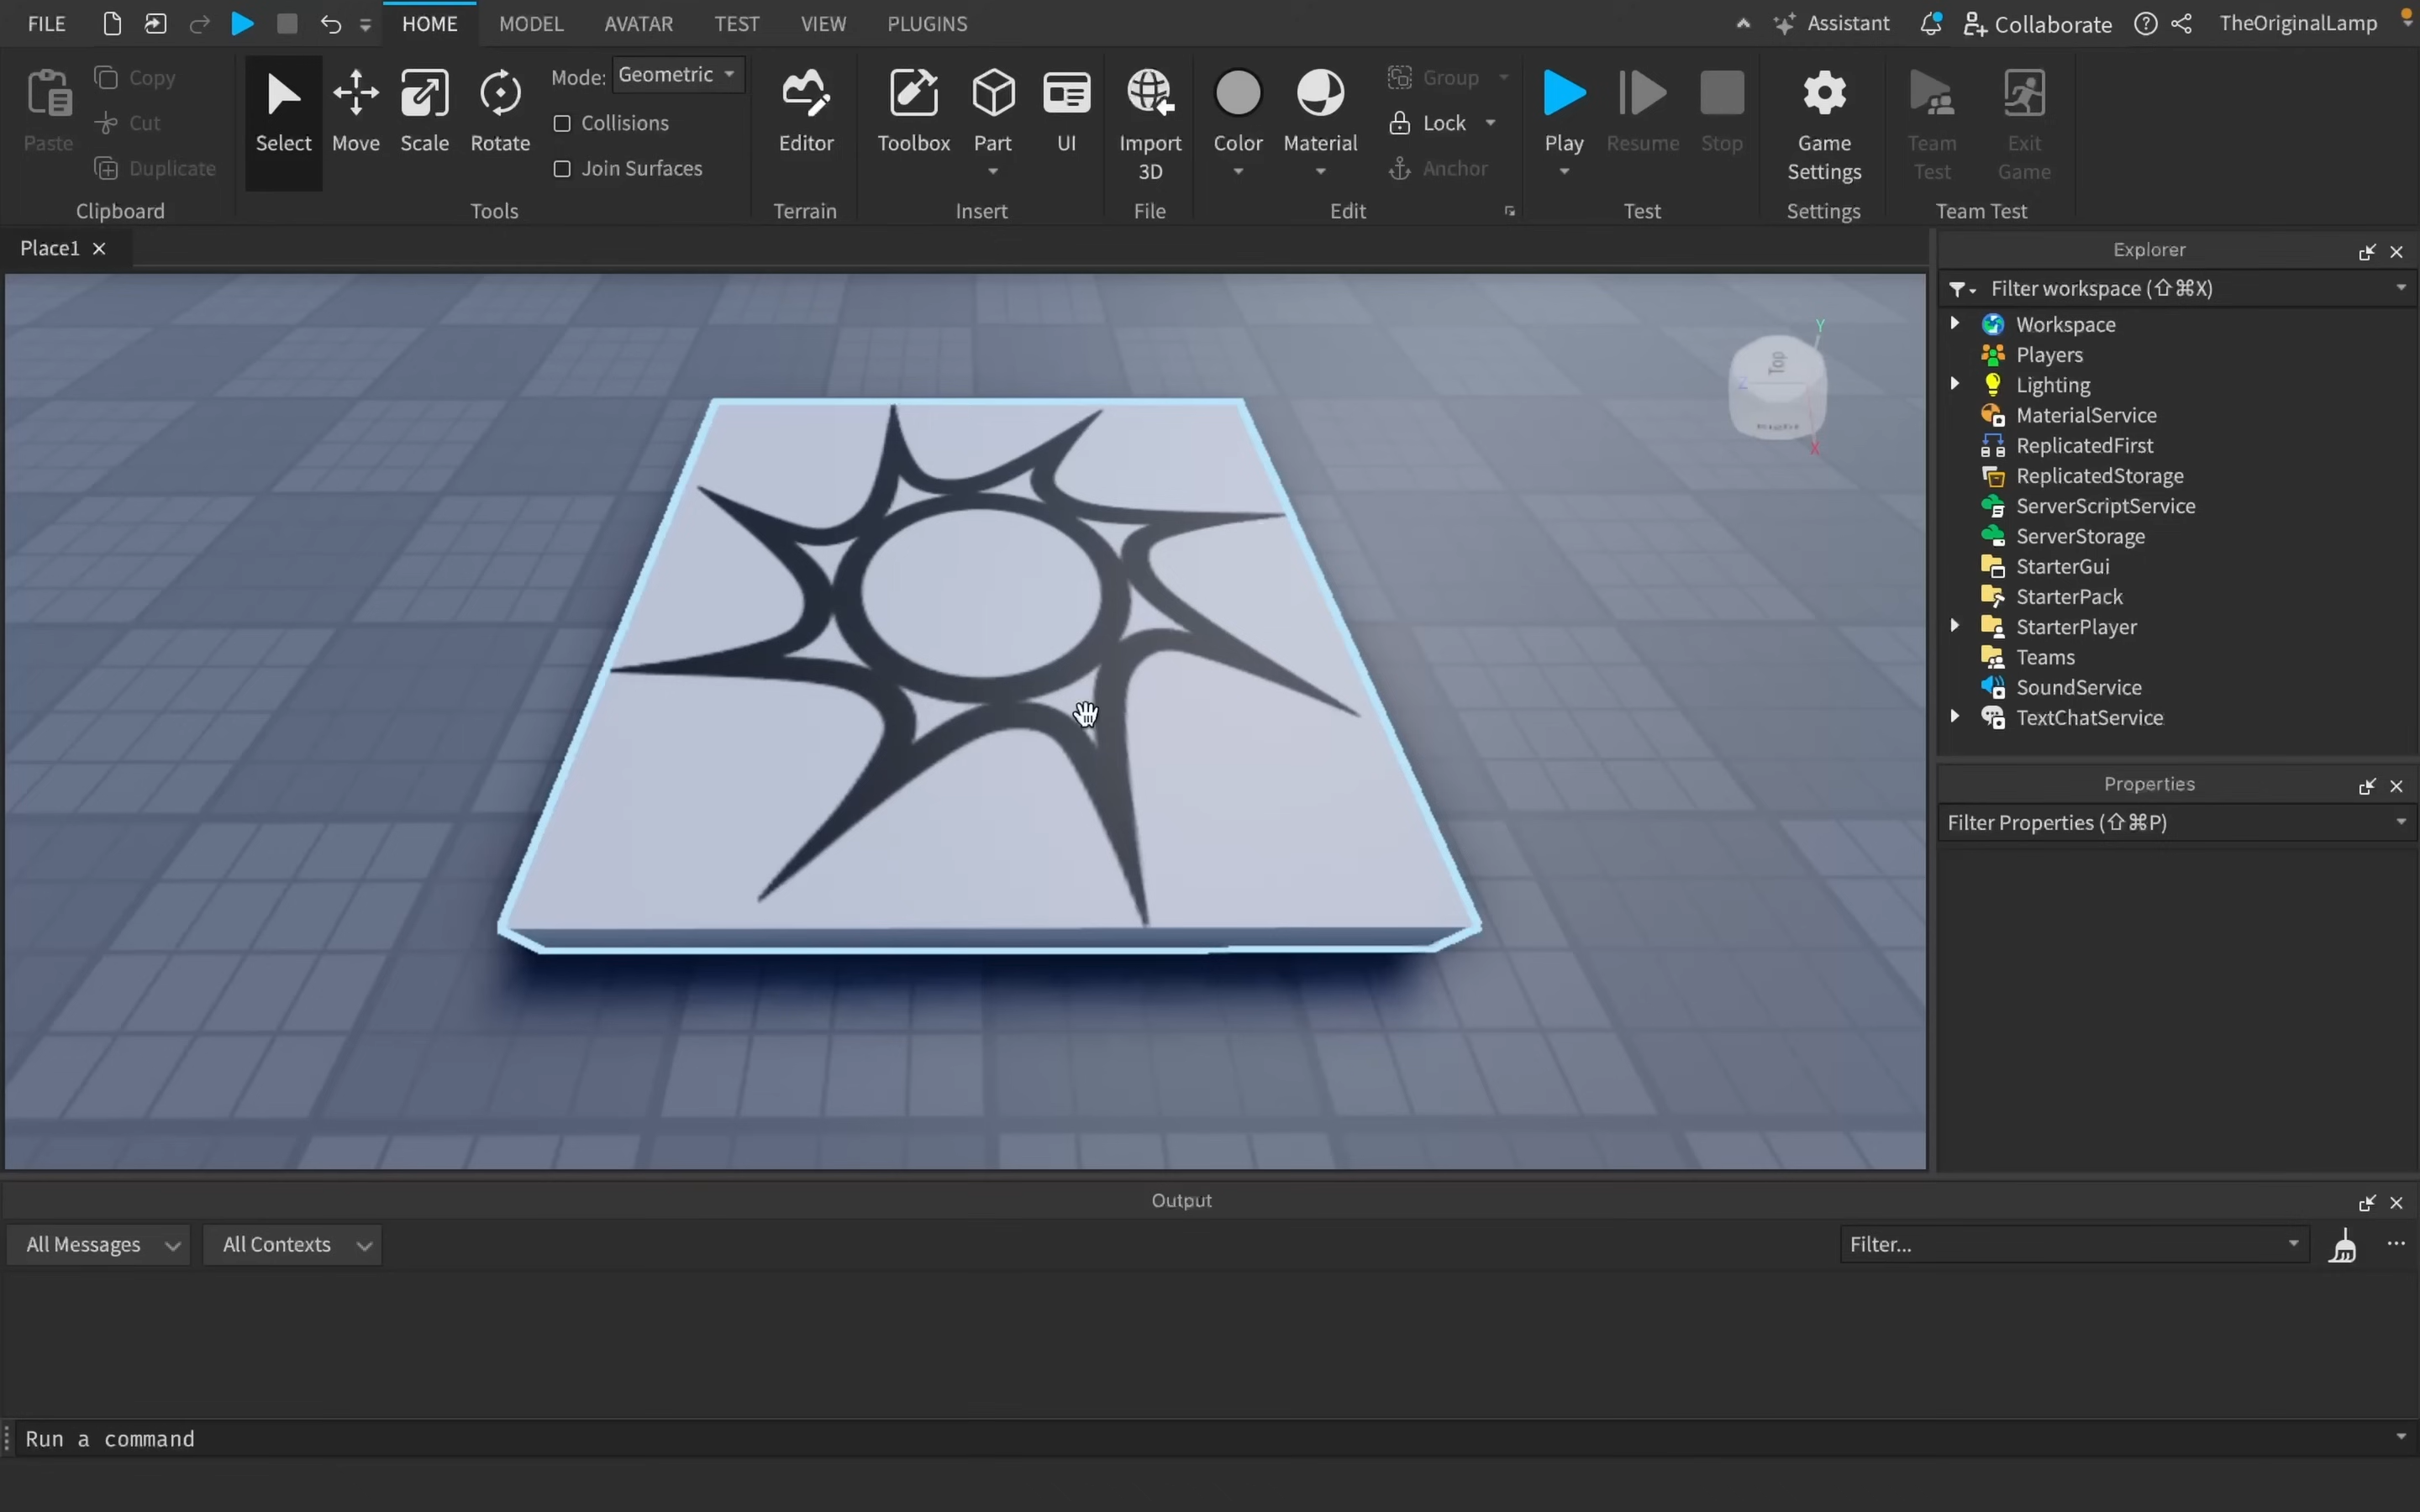 FILE HOME MODEL AVATAR TEST VIEW PLUGINS Assistant Collaborate TheOriginalLamp
Paste
Copy
Cut
Duplicate
Clipboard
Select Move Scale Rotate
Mode: Geometric
Collisions
Join Surfaces
Tools
Editor
Terrain
Toolbox Part UI
Insert
Import
3D
File
Color Material
Group
Lock
Anchor
Edit
Play Resume Stop
Test
Game
Settings
Settings
Team
Test
Exit
Game
Team Test
Place1
Y
Top
Z
Right
X
Explorer
Filter workspace (⇧⌘X)
Workspace
Players
Lighting
MaterialService
ReplicatedFirst
ReplicatedStorage
ServerScriptService
ServerStorage
StarterGui
StarterPack
StarterPlayer
Teams
SoundService
TextChatService
Properties
Filter Properties (⇧⌘P)
Output
All Messages All Contexts Filter...
Run a command